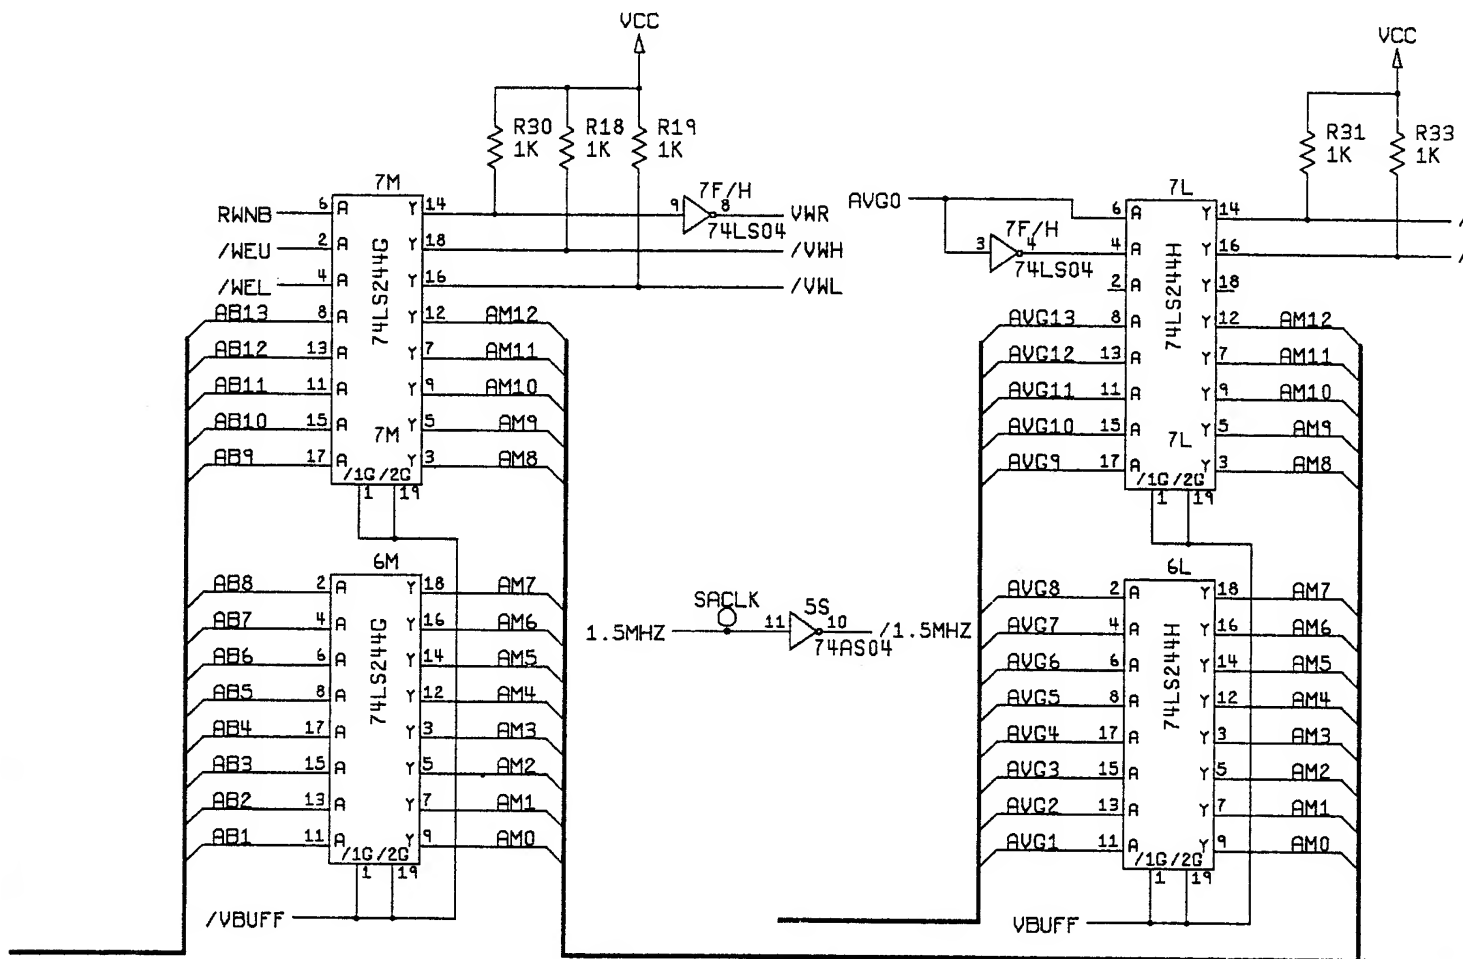 VCC
R30 1K
R18 1K
R19 1K
7M
RWNB 6 A Y 14 9 7F/H 8 VWR
74LS04
/WEU 2 A Y 18 /VWH
/WEL 4 A Y 16 /VWL
74LS244G
AB13 8 A Y 12 AM12
AB12 13 A Y 7 AM11
AB11 11 A Y 9 AM10
AB10 15 A Y 5 AM9
7M
AB9 17 A Y 3 AM8
/1G /2G
1 19
6M
AB8 2 A Y 18 AM7
AB7 4 A Y 16 AM6
AB6 6 A Y 14 AM5
AB5 8 A Y 12 AM4
74LS244G
AB4 17 A Y 3 AM3
AB3 15 A Y 5 AM2
AB2 13 A Y 7 AM1
AB1 11 A Y 9 AM0
/1G /2G
1 19
/VBUFF
SACLK
5S
1.5MHZ 11 10 /1.5MHZ
74AS04
VCC
R31 1K
R33 1K
7L
AVG0 6 A Y 14 /
7F/H
3 4 4 A Y 16 /
74LS04
2 A Y 18
74LS244H
AVG13 8 A Y 12 AM12
AVG12 13 A Y 7 AM11
AVG11 11 A Y 9 AM10
AVG10 15 A Y 5 AM9
7L
AVG9 17 A Y 3 AM8
/1G /2G
1 19
6L
AVG8 2 A Y 18 AM7
AVG7 4 A Y 16 AM6
AVG6 6 A Y 14 AM5
AVG5 8 A Y 12 AM4
74LS244H
AVG4 17 A Y 3 AM3
AVG3 15 A Y 5 AM2
AVG2 13 A Y 7 AM1
AVG1 11 A Y 9 AM0
/1G /2G
1 19
VBUFF